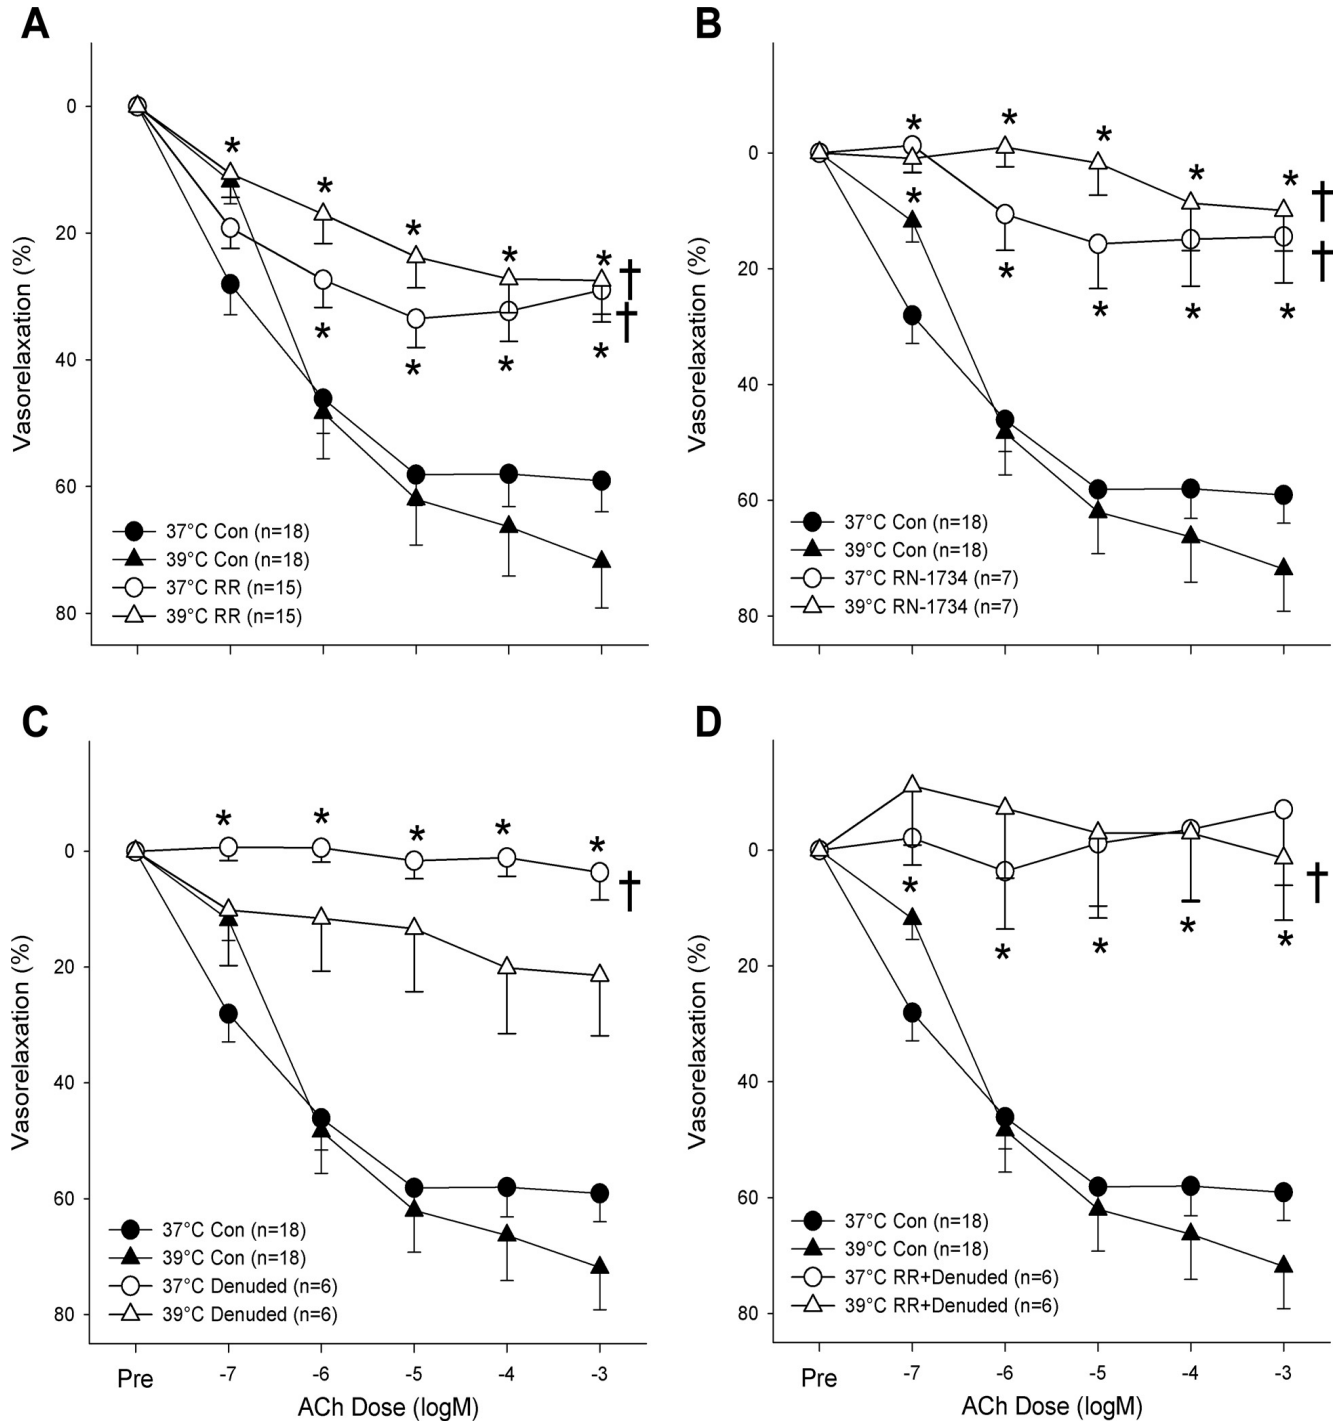 A
0
20
40
60
80
Vasorelaxation (%)
* * * * *
* * * *
†
†
37°C Con (n=18)
39°C Con (n=18)
37°C RR (n=15)
39°C RR (n=15)
B
0
20
40
60
80
Vasorelaxation (%)
* * * * *
*
* * * *
†
†
37°C Con (n=18)
39°C Con (n=18)
37°C RN-1734 (n=7)
39°C RN-1734 (n=7)
C
0
20
40
60
80
Vasorelaxation (%)
* * * * *
†
37°C Con (n=18)
39°C Con (n=18)
37°C Denuded (n=6)
39°C Denuded (n=6)
Pre -7 -6 -5 -4 -3
ACh Dose (logM)
D
0
20
40
60
80
Vasorelaxation (%)
* * * * *
†
37°C Con (n=18)
39°C Con (n=18)
37°C RR+Denuded (n=6)
39°C RR+Denuded (n=6)
Pre -7 -6 -5 -4 -3
ACh Dose (logM)